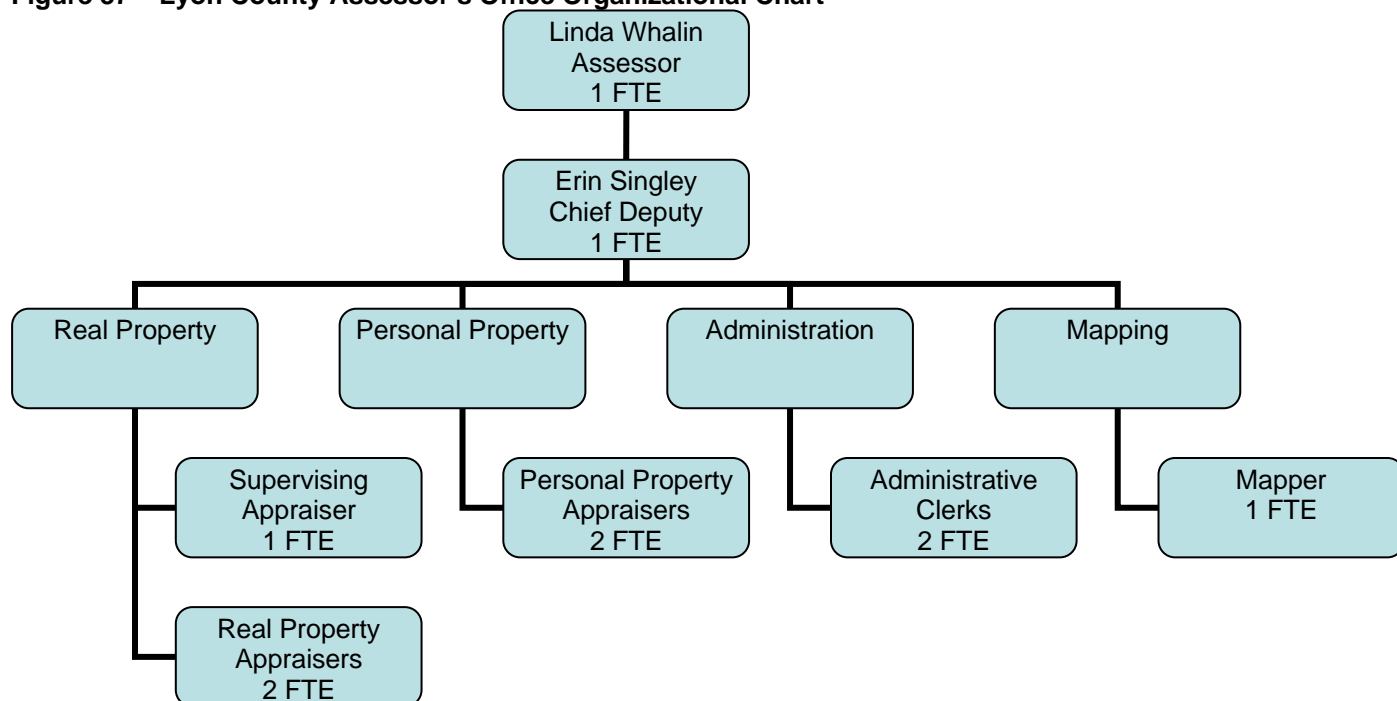 Figure 37 – Lyon County Assessor's Office Organizational Chart
Linda Whalin
Assessor
1 FTE
Erin Singley
Chief Deputy
1 FTE
Real Property
Personal Property
Administration
Mapping
Supervising
Appraiser
1 FTE
Personal Property
Appraisers
2 FTE
Administrative
Clerks
2 FTE
Mapper
1 FTE
Real Property
Appraisers
2 FTE